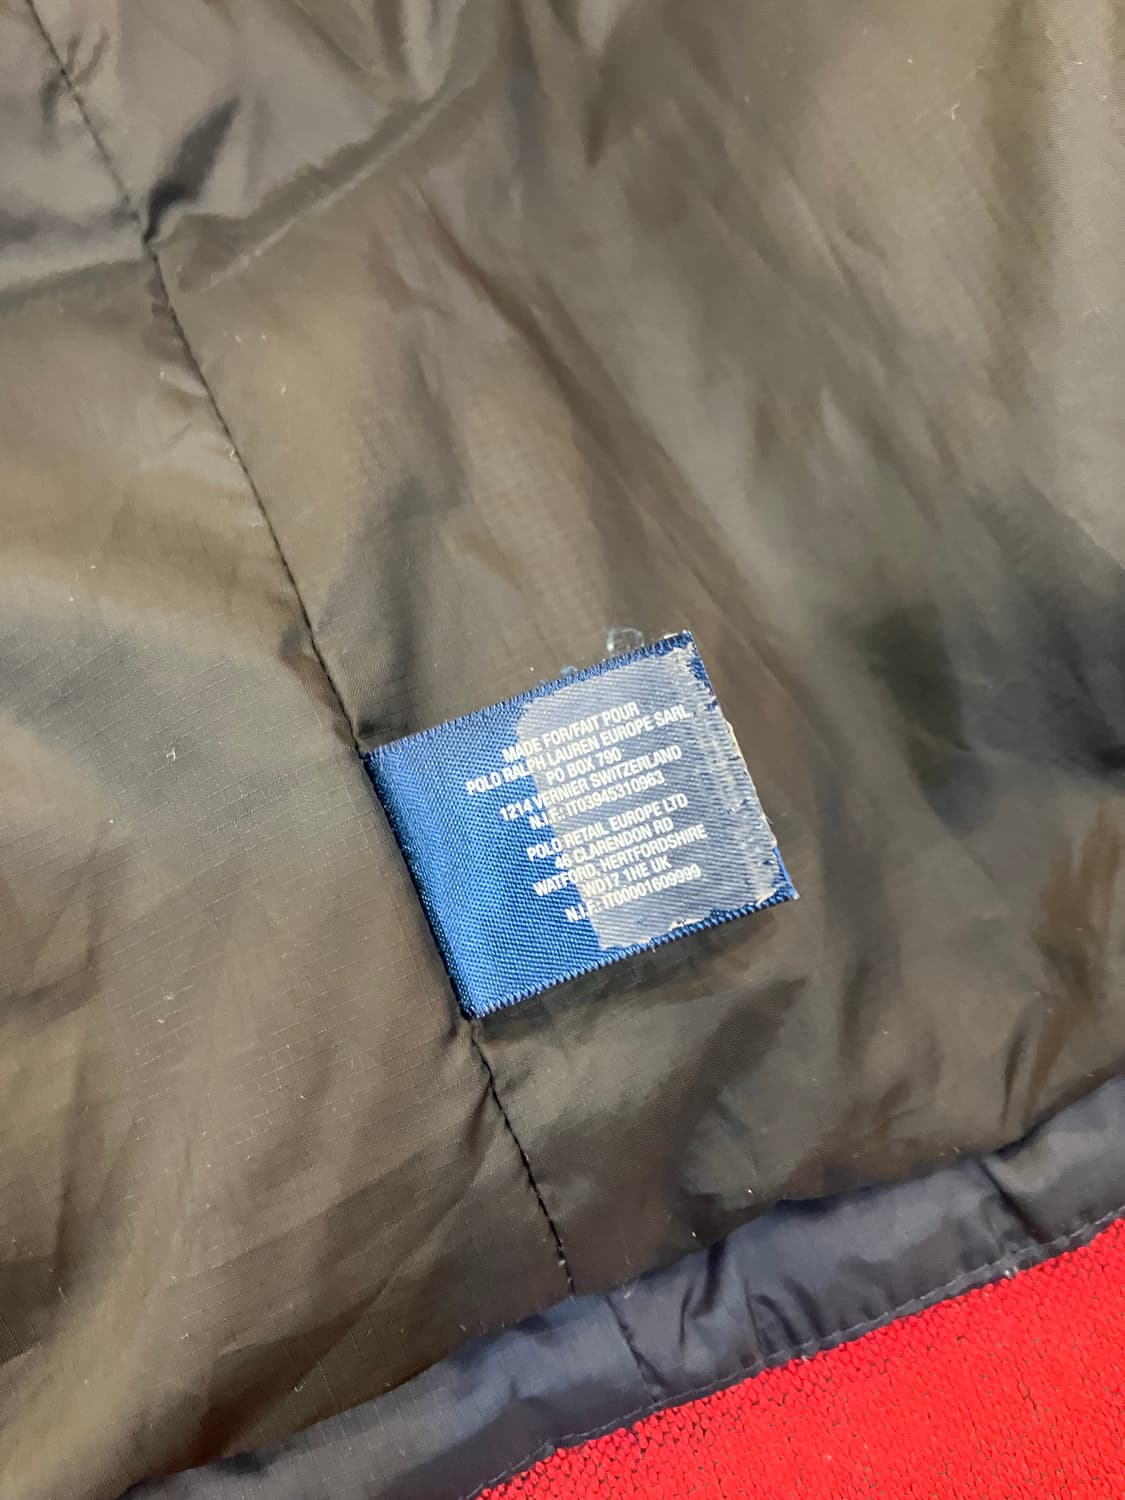 MADE FOR/FAIT POUR
POLO RALPH LAUREN EUROPE SARL
PO BOX 790
1214 VERNIER SWITZERLAND
N.I.F: IT03945310963
POLO RETAIL EUROPE LTD
46 CLARENDON RD
WATFORD, HERTFORDSHIRE
WD17 1HE UK
N.I.F: IT00001609999